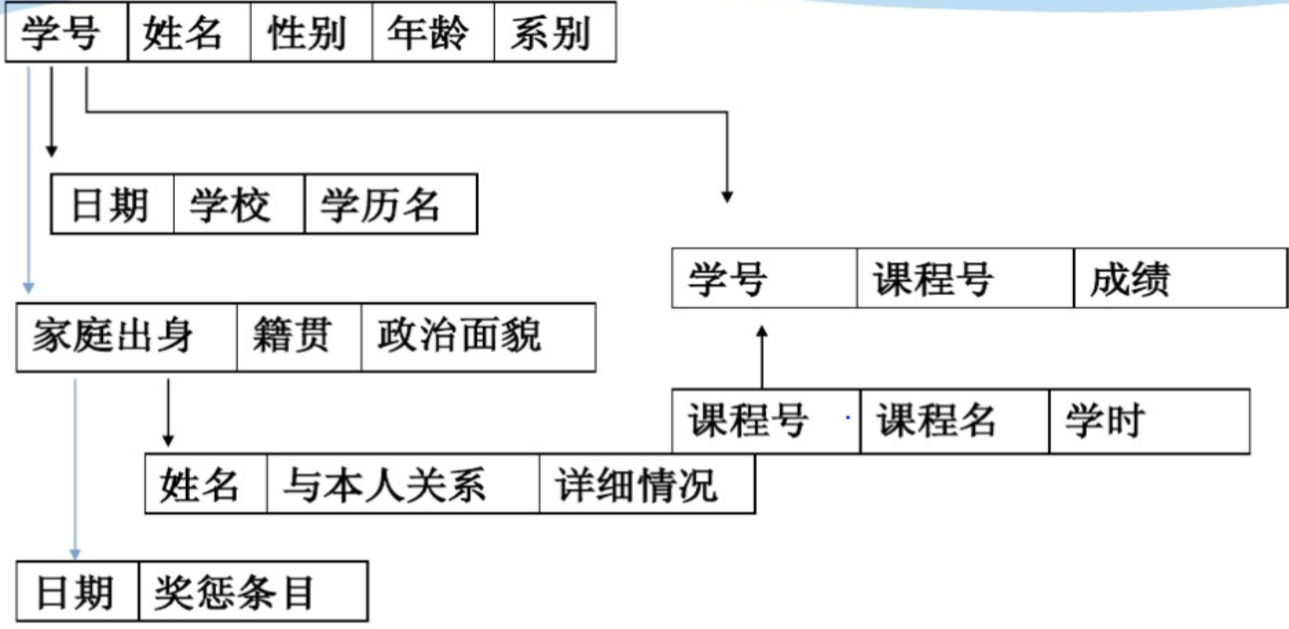 学号 姓名 性别 年龄 系别
日期 学校 学历名
学号 课程号 成绩
家庭出身 籍贯 政治面貌
课程号 课程名 学时
姓名 与本人关系 详细情况
日期 奖惩条目